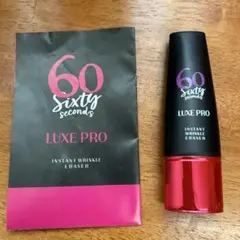 60
Sixty
seconds
LUXE PRO
INSTANT WRINKLE
ERASER
60
Sixty
seconds
LUXE PRO
INSTANT
WRINKLE
ERASER